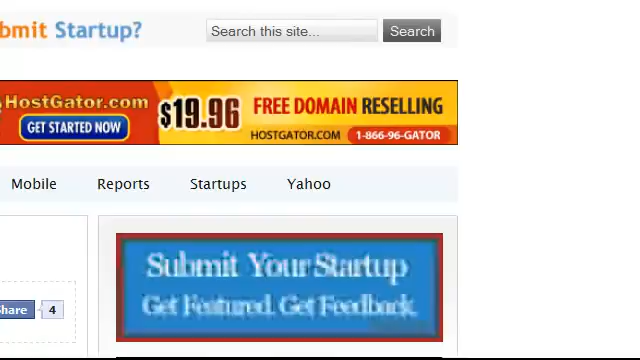 bmit Startup?
Search this site...
Search
HostGator.com
GET STARTED NOW
$19.96
FREE DOMAIN RESELLING
HOSTGATOR.COM
1-866-96-GATOR
Mobile
Reports
Startups
Yahoo
Submit Your Startup
Get Featured. Get Feedback.
hare
4